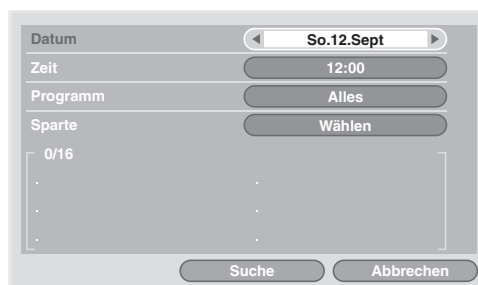 Datum So.12.Sept
Zeit 12:00
Programm Alles
Sparte Wählen
0/16
Suche Abbrechen